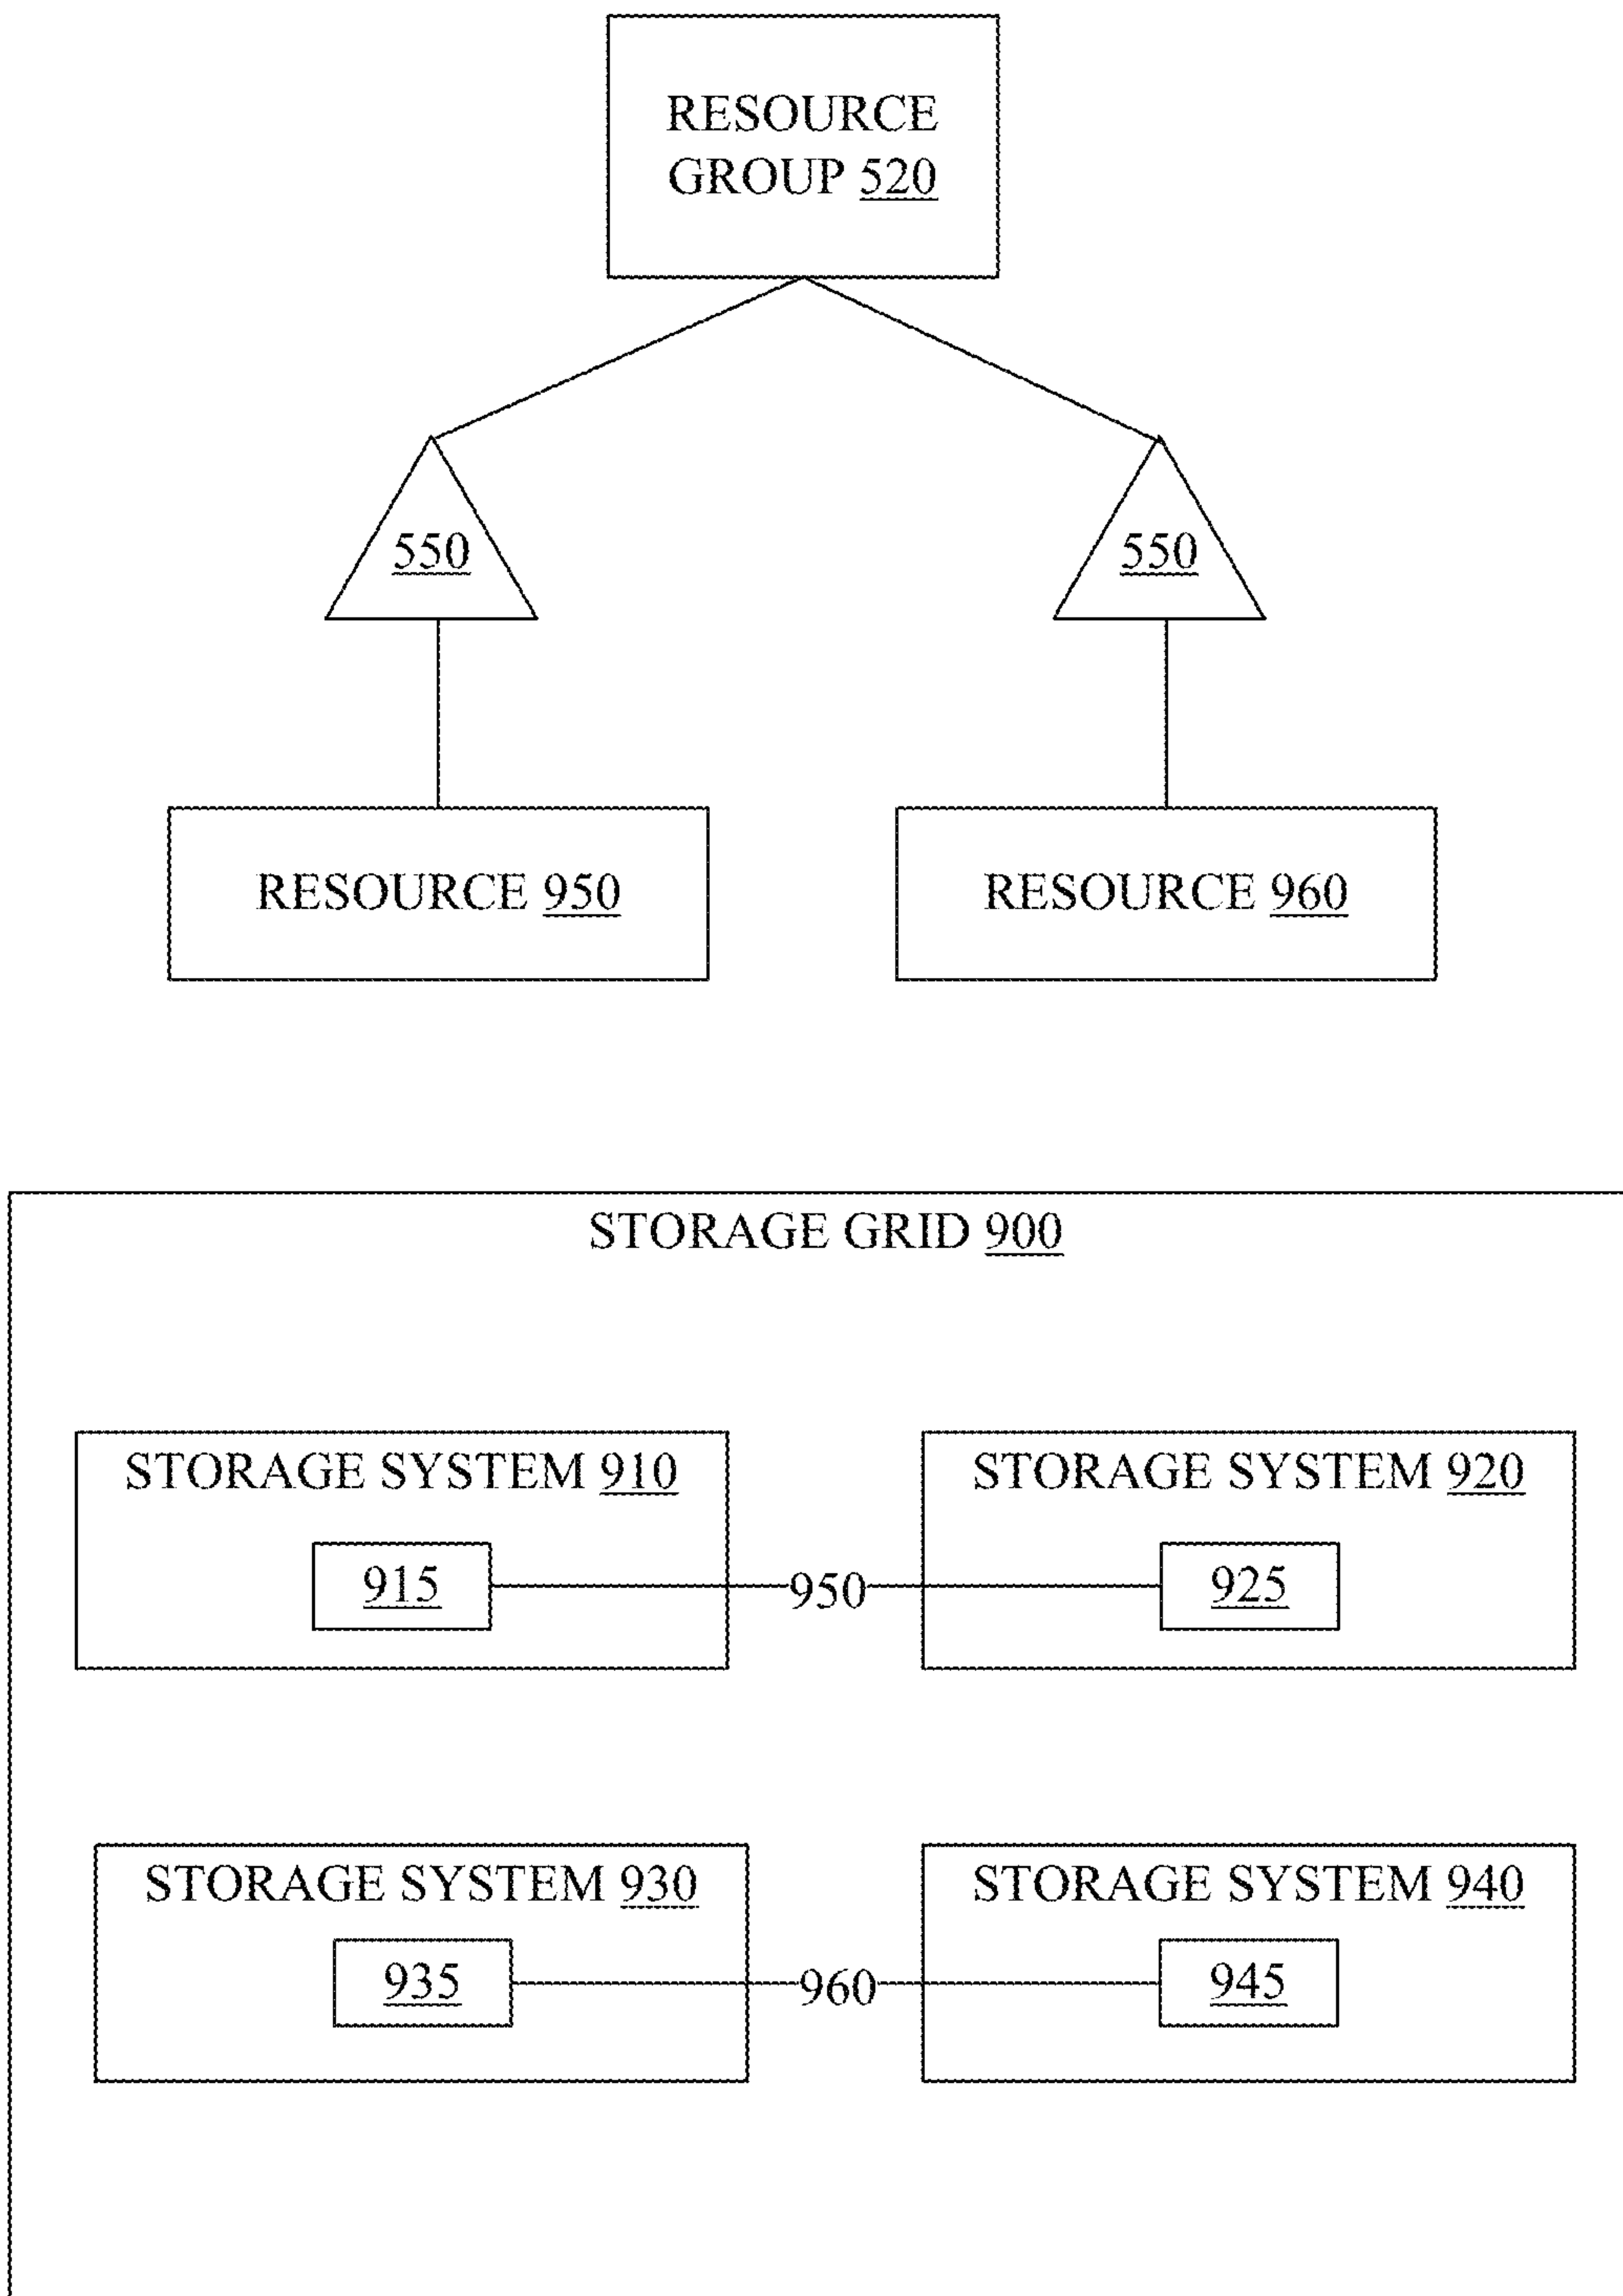 RESOURCE
GROUP 520
550
550
RESOURCE 950
RESOURCE 960
STORAGE GRID 900
STORAGE SYSTEM 910
STORAGE SYSTEM 920
915
950
925
STORAGE SYSTEM 930
STORAGE SYSTEM 940
935
960
945